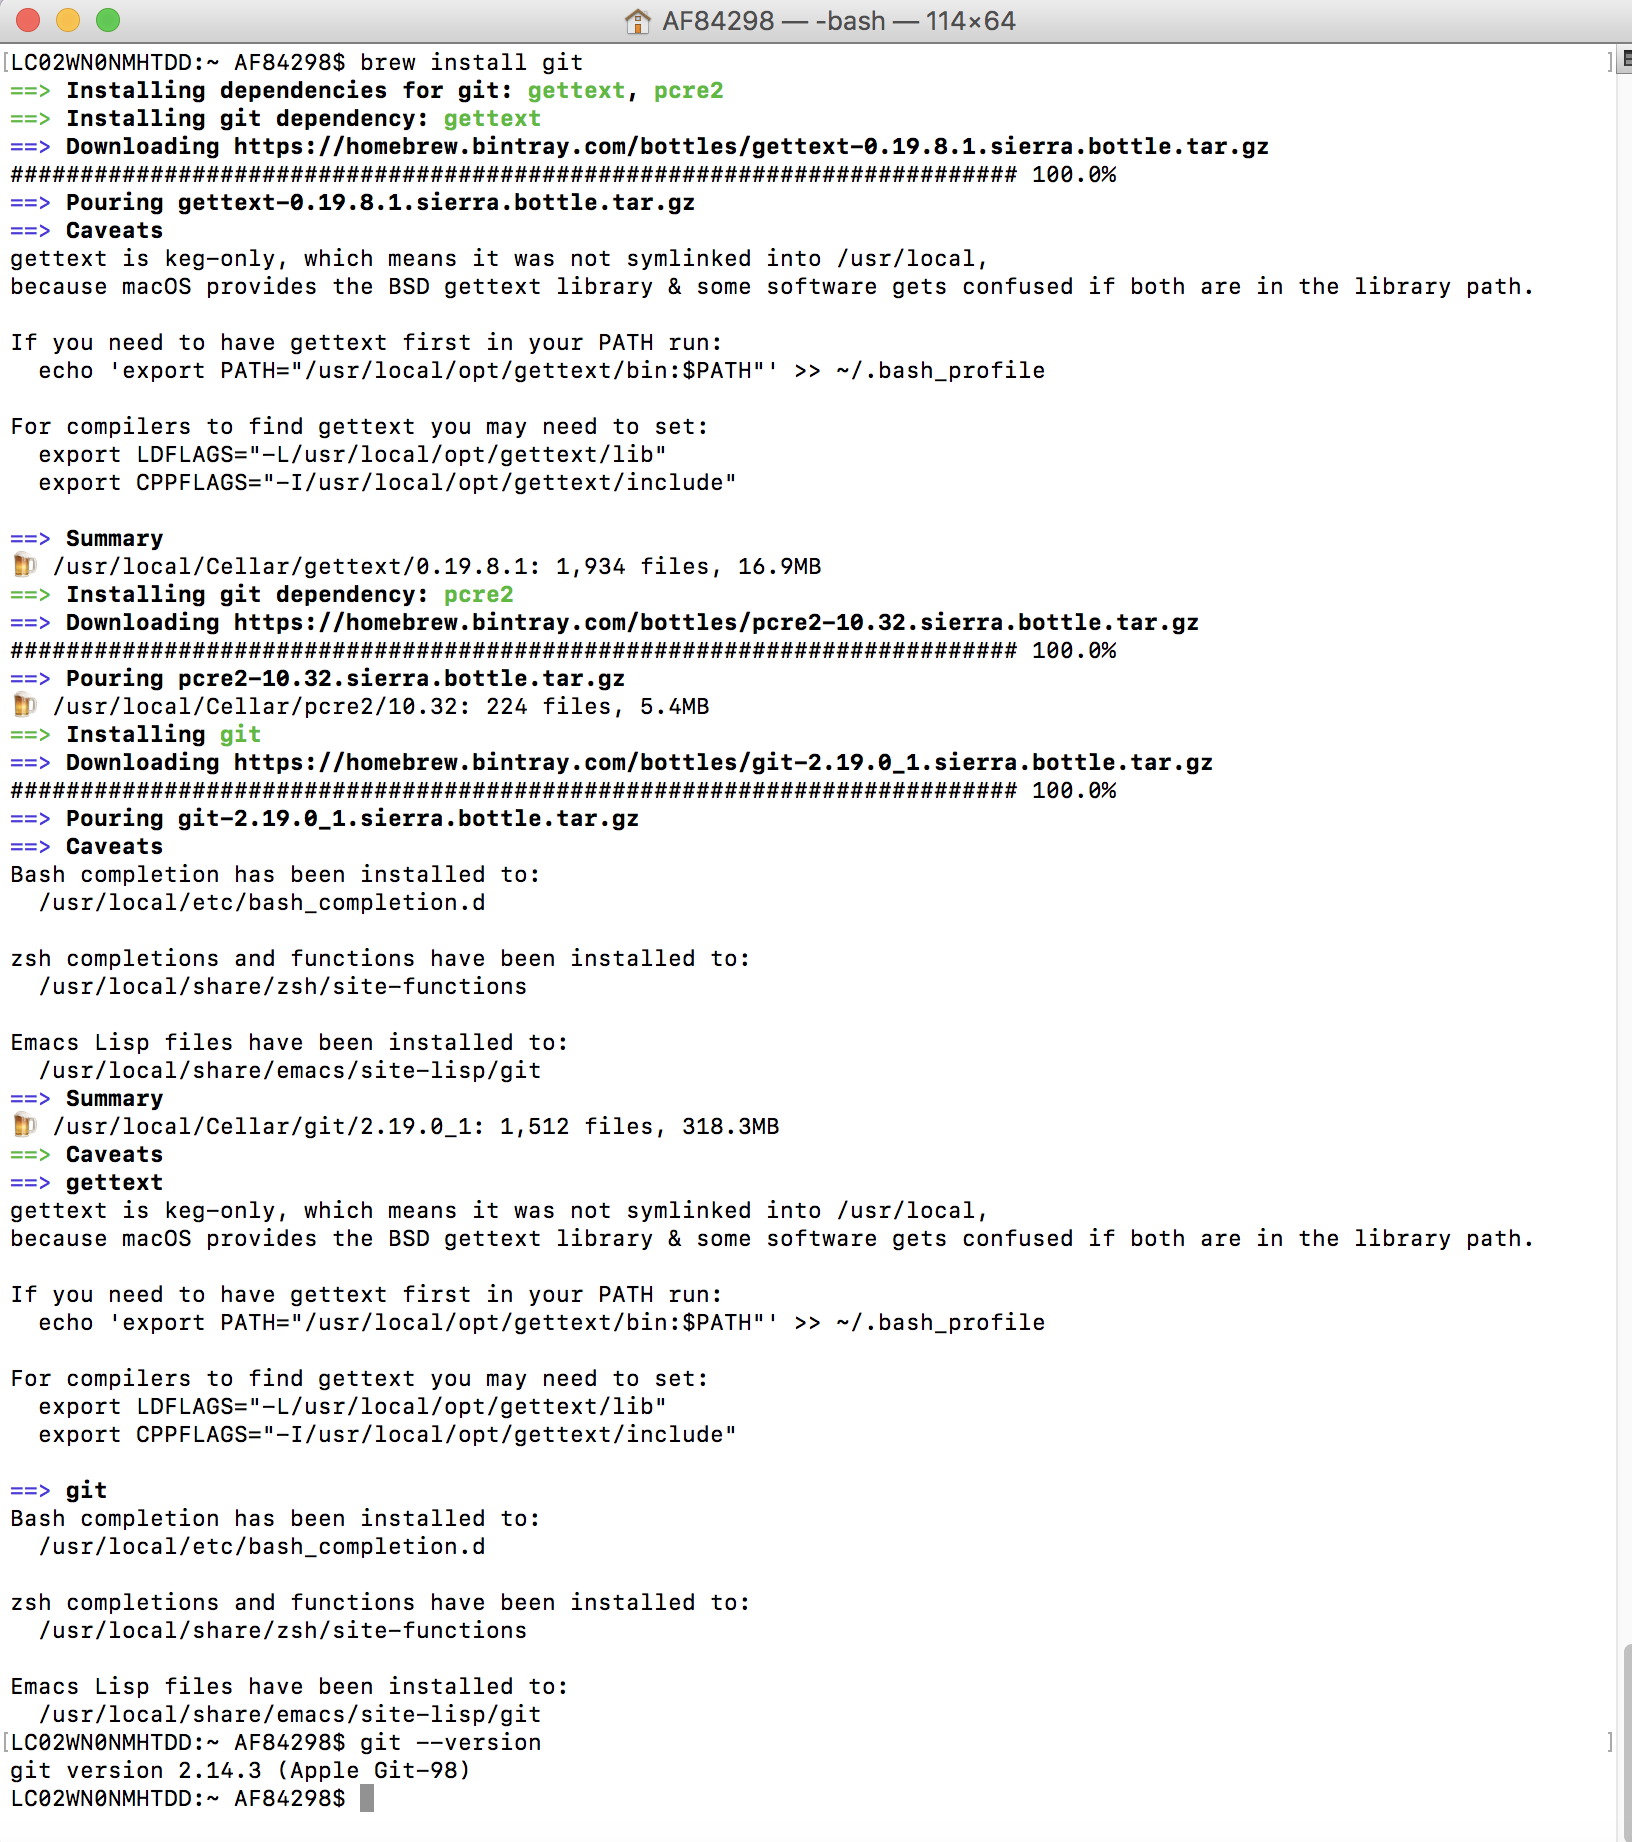 AF84298 — -bash — 114×64
[LC02WN0NMHTDD:~ AF84298$ brew install git ]
==> Installing dependencies for git: gettext, pcre2
==> Installing git dependency: gettext
==> Downloading https://homebrew.bintray.com/bottles/gettext-0.19.8.1.sierra.bottle.tar.gz
######################################################################## 100.0%
==> Pouring gettext-0.19.8.1.sierra.bottle.tar.gz
==> Caveats
gettext is keg-only, which means it was not symlinked into /usr/local,
because macOS provides the BSD gettext library & some software gets confused if both are in the library path.
If you need to have gettext first in your PATH run:
  echo 'export PATH="/usr/local/opt/gettext/bin:$PATH"' >> ~/.bash_profile
For compilers to find gettext you may need to set:
  export LDFLAGS="-L/usr/local/opt/gettext/lib"
  export CPPFLAGS="-I/usr/local/opt/gettext/include"
==> Summary
🍺 /usr/local/Cellar/gettext/0.19.8.1: 1,934 files, 16.9MB
==> Installing git dependency: pcre2
==> Downloading https://homebrew.bintray.com/bottles/pcre2-10.32.sierra.bottle.tar.gz
######################################################################## 100.0%
==> Pouring pcre2-10.32.sierra.bottle.tar.gz
🍺 /usr/local/Cellar/pcre2/10.32: 224 files, 5.4MB
==> Installing git
==> Downloading https://homebrew.bintray.com/bottles/git-2.19.0_1.sierra.bottle.tar.gz
######################################################################## 100.0%
==> Pouring git-2.19.0_1.sierra.bottle.tar.gz
==> Caveats
Bash completion has been installed to:
  /usr/local/etc/bash_completion.d
zsh completions and functions have been installed to:
  /usr/local/share/zsh/site-functions
Emacs Lisp files have been installed to:
  /usr/local/share/emacs/site-lisp/git
==> Summary
🍺 /usr/local/Cellar/git/2.19.0_1: 1,512 files, 318.3MB
==> Caveats
==> gettext
gettext is keg-only, which means it was not symlinked into /usr/local,
because macOS provides the BSD gettext library & some software gets confused if both are in the library path.
If you need to have gettext first in your PATH run:
  echo 'export PATH="/usr/local/opt/gettext/bin:$PATH"' >> ~/.bash_profile
For compilers to find gettext you may need to set:
  export LDFLAGS="-L/usr/local/opt/gettext/lib"
  export CPPFLAGS="-I/usr/local/opt/gettext/include"
==> git
Bash completion has been installed to:
  /usr/local/etc/bash_completion.d
zsh completions and functions have been installed to:
  /usr/local/share/zsh/site-functions
Emacs Lisp files have been installed to:
  /usr/local/share/emacs/site-lisp/git
[LC02WN0NMHTDD:~ AF84298$ git --version ]
git version 2.14.3 (Apple Git-98)
LC02WN0NMHTDD:~ AF84298$